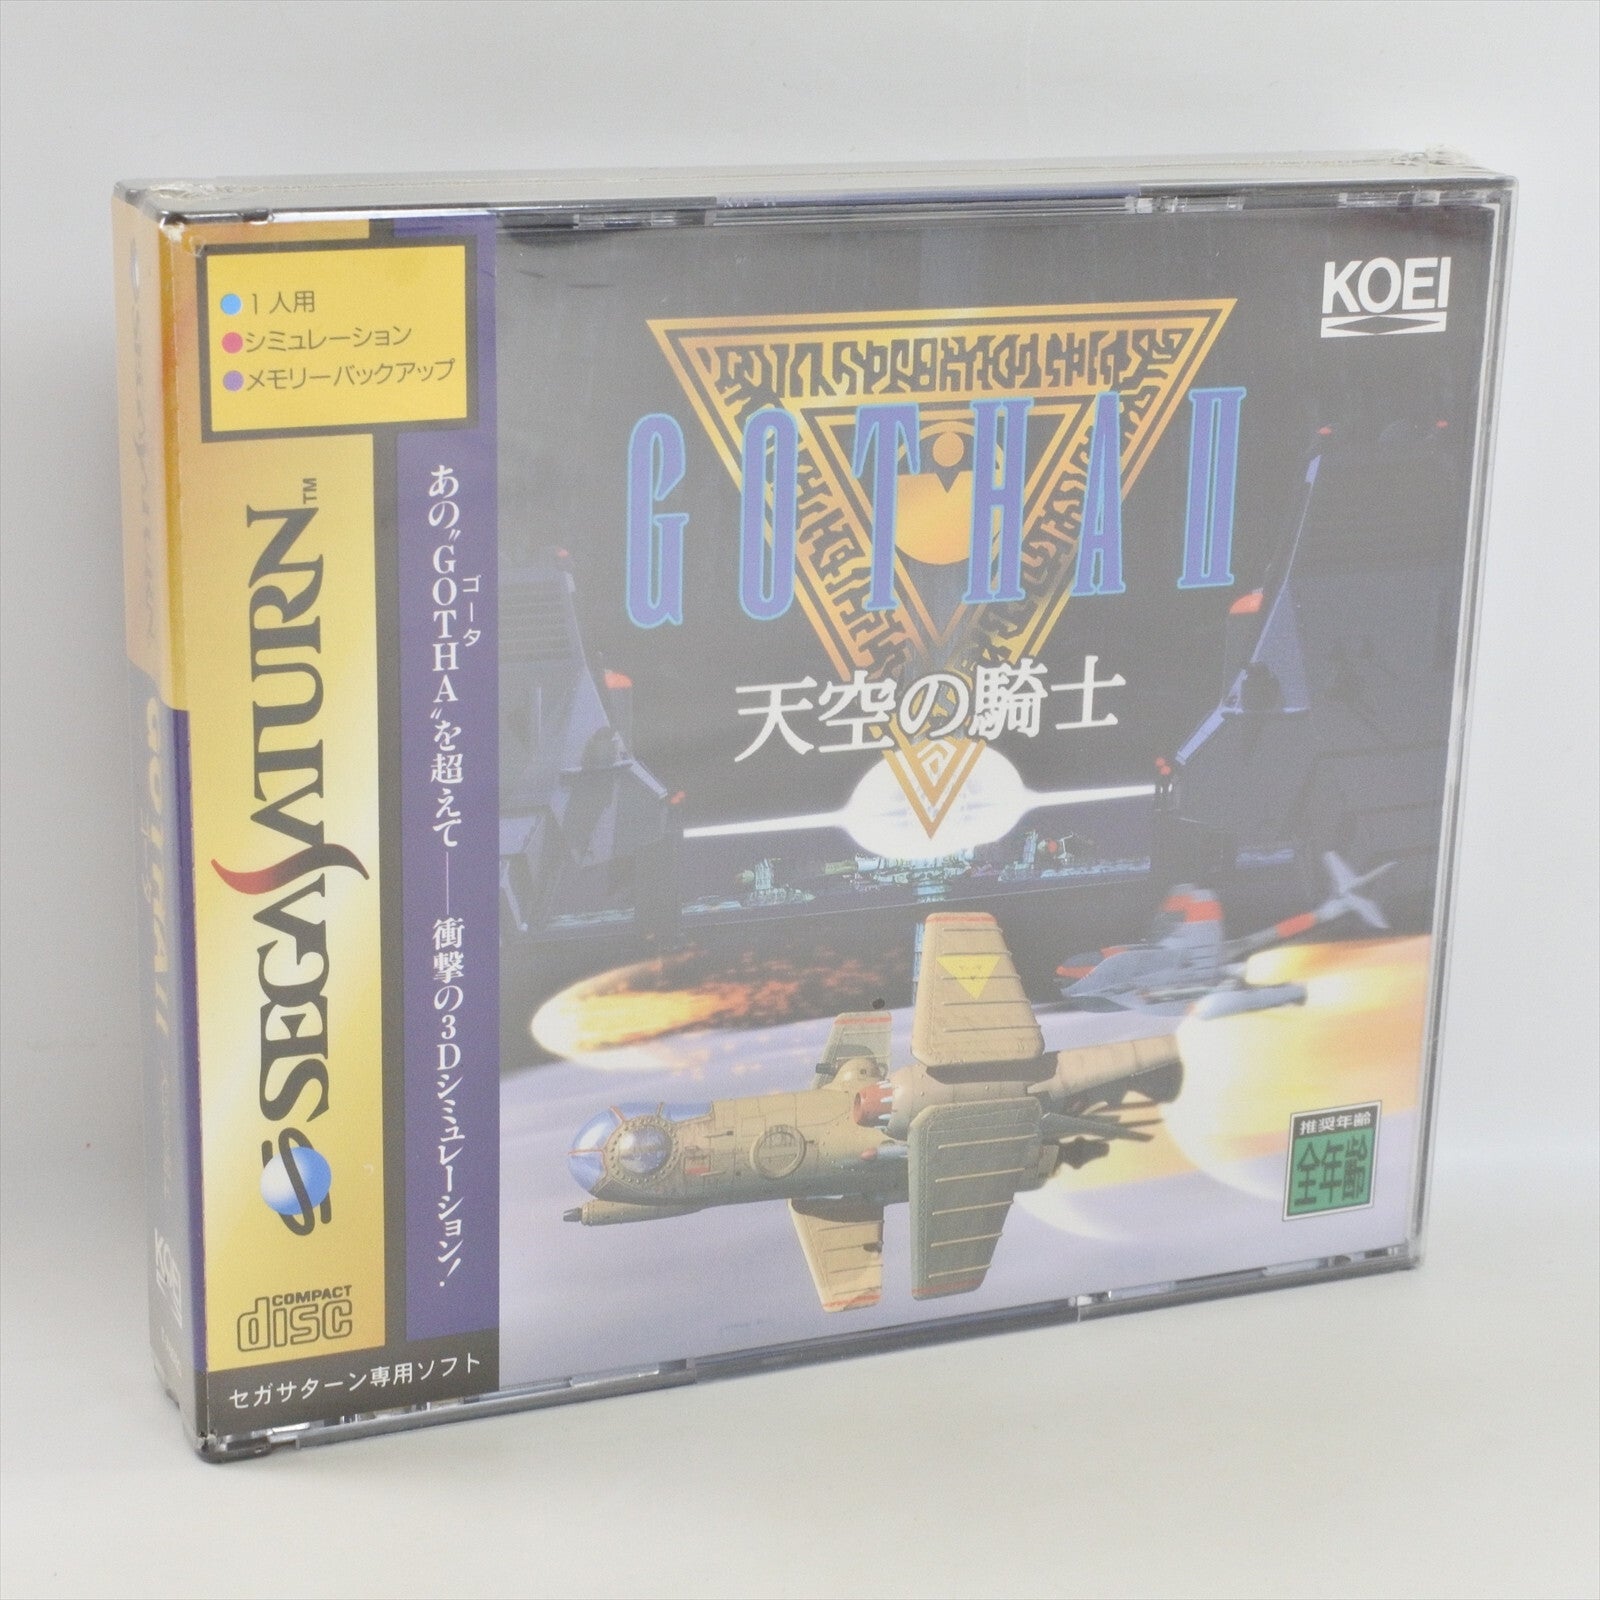 1人用
シミュレーション
メモリーバックアップ
SEGA SATURN™
COMPACT
disc
セガサターン専用ソフト
あの"GOTHA"を超えて——衝撃の3Dシミュレーション!
ゴータ
KOEI
GOTHA II
天空の騎士
推奨年齢
全年齢
GOTHA II
KOEI